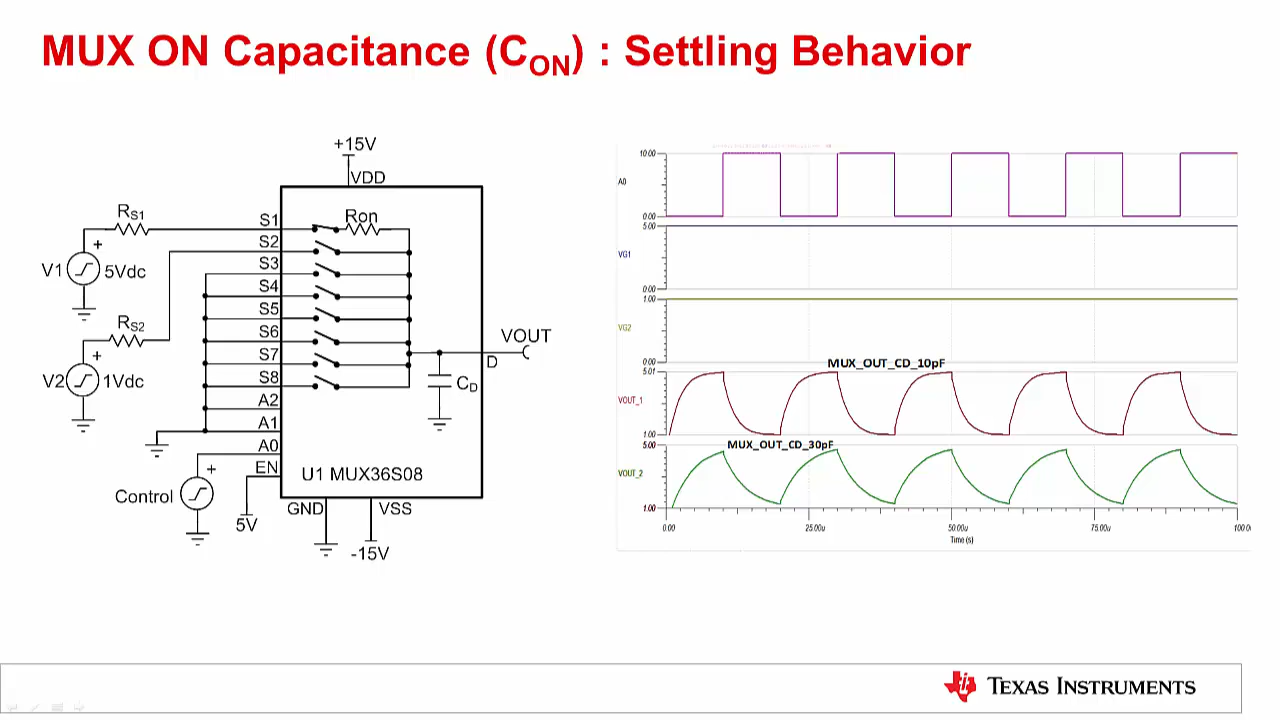 MUX ON Capacitance (CON) : Settling Behavior
+15V
VDD
RS1
S1
Ron
+
S2
V1
5Vdc
S3
S4
S5
RS2
S6
VOUT
+
S7
D
V2
1Vdc
S8
CD
A2
A1
A0
+
EN
U1 MUX36S08
Control
GND
VSS
5V
-15V
10.00
A0
0.00
5.00
VG1
0.00
1.00
VG2
0.00
MUX_OUT_CD_10pF
5.01
VOUT_1
1.00
MUX_OUT_CD_30pF
5.00
VOUT_2
1.00
0.00
25.00u
50.00u
75.00u
100.0
Time (s)
TEXAS INSTRUMENTS